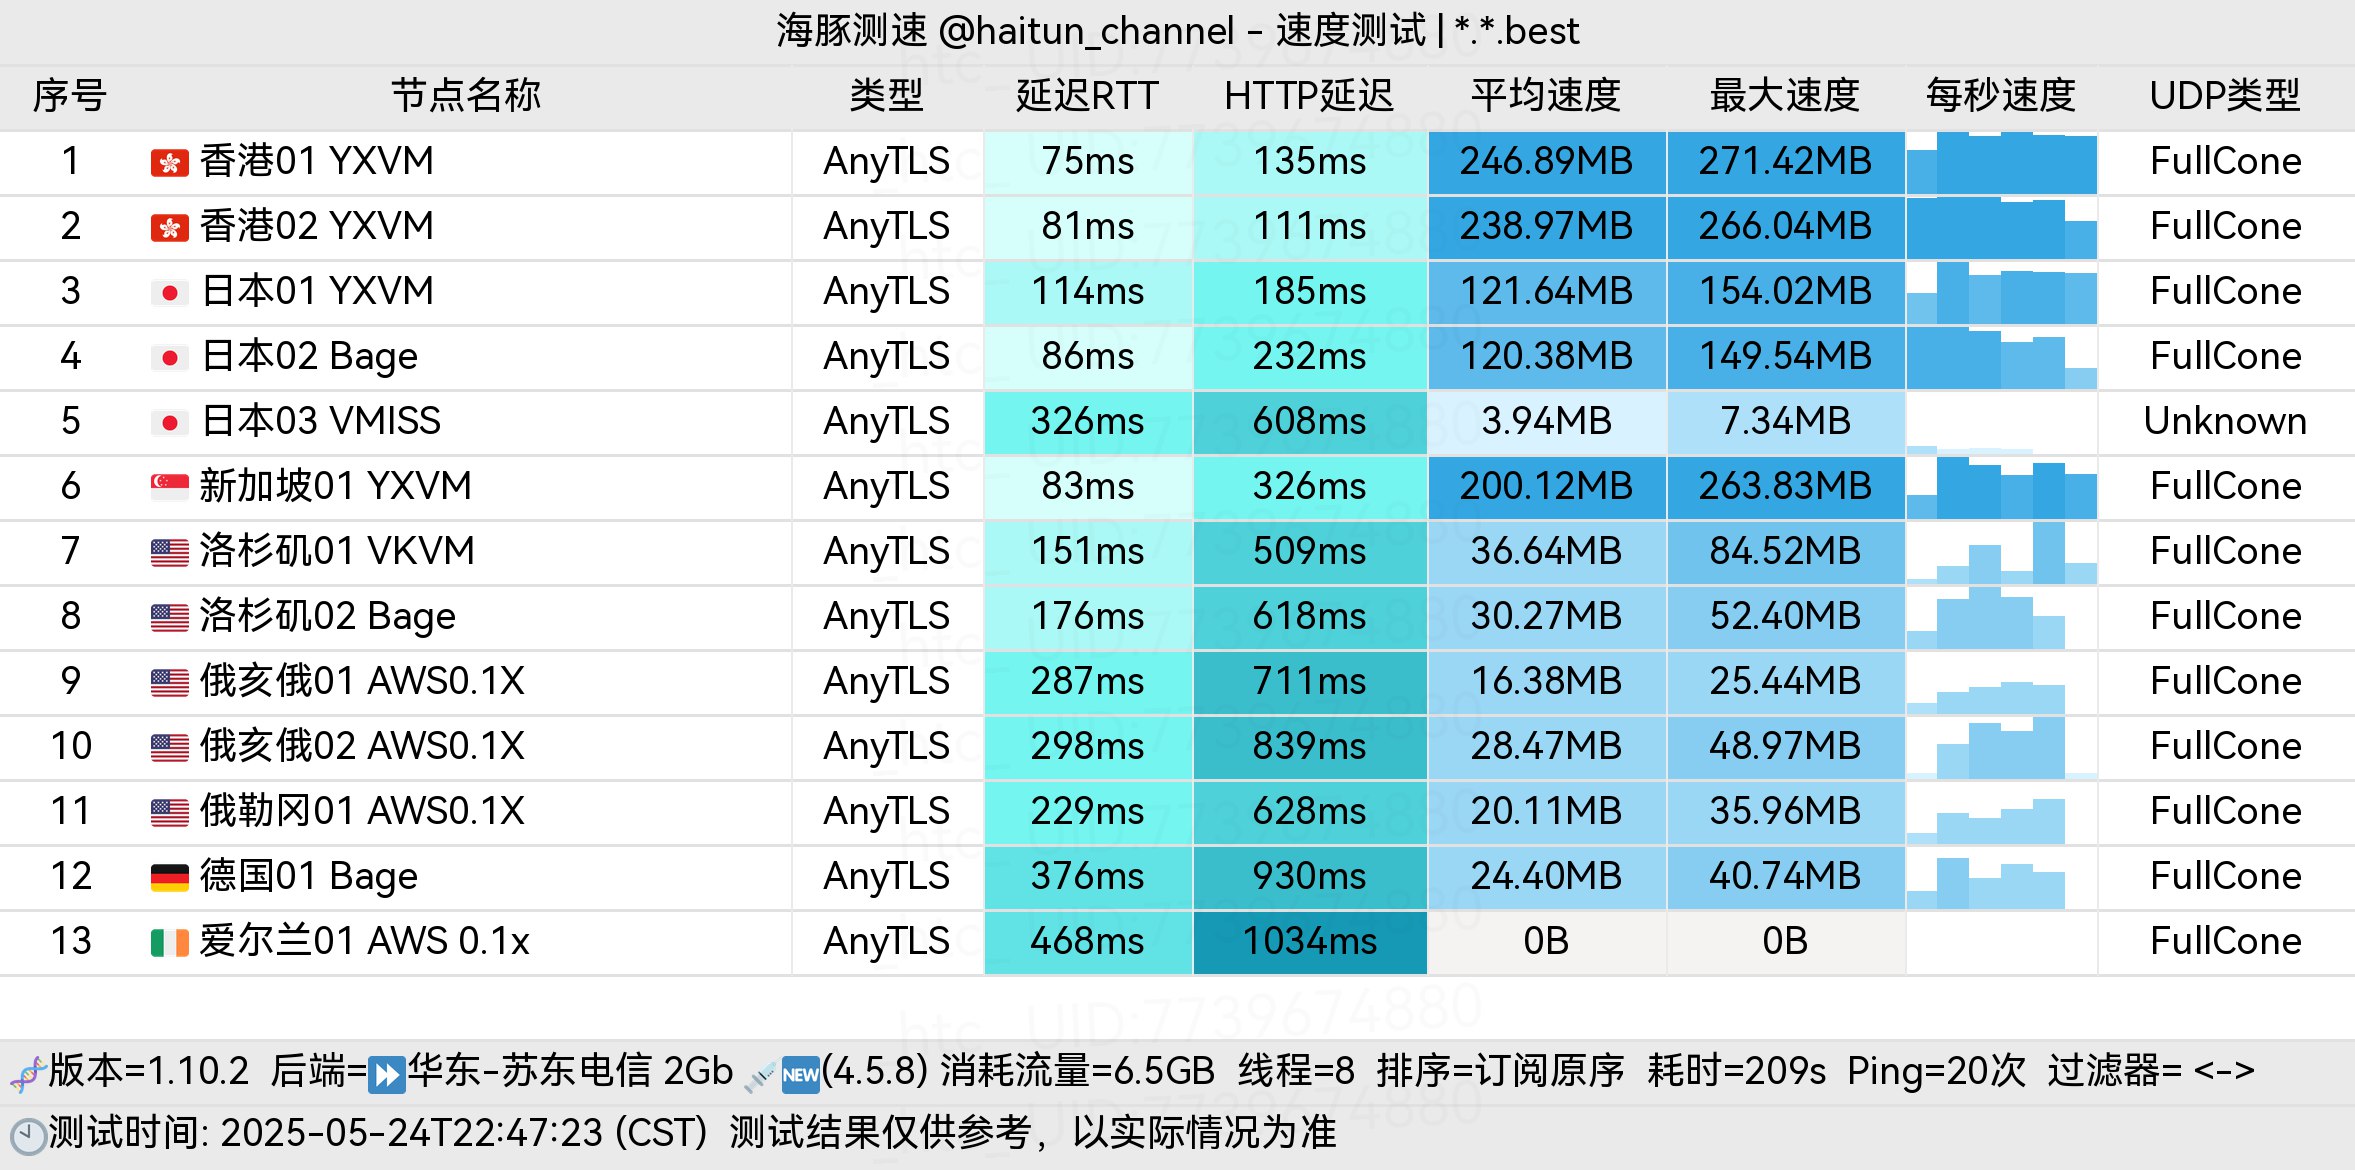 海豚测速 @haitun_channel - 速度测试 | *.*.best
序号 节点名称 类型 延迟RTT HTTP延迟 平均速度 最大速度 每秒速度 UDP类型
1 🇭🇰 香港01 YXVM AnyTLS 75ms 135ms 246.89MB 271.42MB FullCone
2 🇭🇰 香港02 YXVM AnyTLS 81ms 111ms 238.97MB 266.04MB FullCone
3 🇯🇵 日本01 YXVM AnyTLS 114ms 185ms 121.64MB 154.02MB FullCone
4 🇯🇵 日本02 Bage AnyTLS 86ms 232ms 120.38MB 149.54MB FullCone
5 🇯🇵 日本03 VMISS AnyTLS 326ms 608ms 3.94MB 7.34MB Unknown
6 🇸🇬 新加坡01 YXVM AnyTLS 83ms 326ms 200.12MB 263.83MB FullCone
7 🇺🇸 洛杉矶01 VKVM AnyTLS 151ms 509ms 36.64MB 84.52MB FullCone
8 🇺🇸 洛杉矶02 Bage AnyTLS 176ms 618ms 30.27MB 52.40MB FullCone
9 🇺🇸 俄亥俄01 AWS0.1X AnyTLS 287ms 711ms 16.38MB 25.44MB FullCone
10 🇺🇸 俄亥俄02 AWS0.1X AnyTLS 298ms 839ms 28.47MB 48.97MB FullCone
11 🇺🇸 俄勒冈01 AWS0.1X AnyTLS 229ms 628ms 20.11MB 35.96MB FullCone
12 🇩🇪 德国01 Bage AnyTLS 376ms 930ms 24.40MB 40.74MB FullCone
13 🇮🇪 爱尔兰01 AWS 0.1x AnyTLS 468ms 1034ms 0B 0B FullCone
🧬版本=1.10.2 后端=⏩华东-苏东电信 2Gb 💉🆕(4.5.8) 消耗流量=6.5GB 线程=8 排序=订阅原序 耗时=209s Ping=20次 过滤器= <->
🕙测试时间: 2025-05-24T22:47:23 (CST) 测试结果仅供参考，以实际情况为准